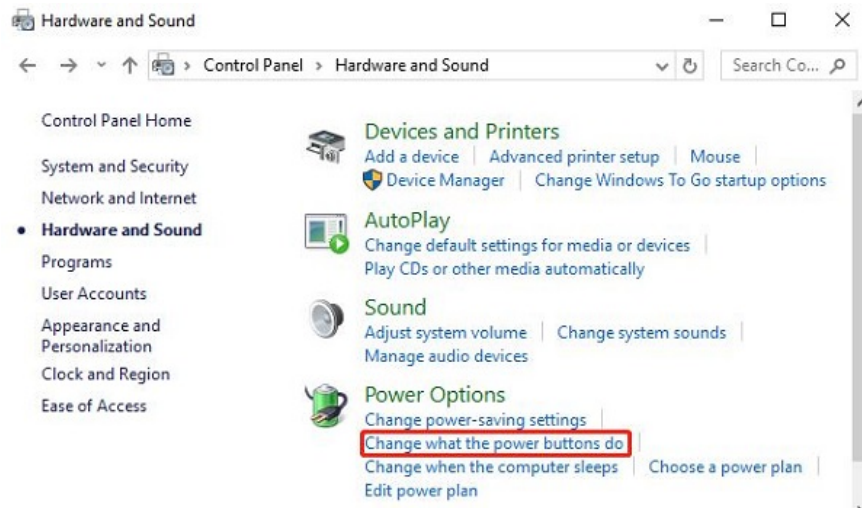 Hardware and Sound
Control Panel > Hardware and Sound
Search Co...
Control Panel Home
System and Security
Network and Internet
Hardware and Sound
Programs
User Accounts
Appearance and
Personalization
Clock and Region
Ease of Access
Devices and Printers
Add a device | Advanced printer setup | Mouse |
Device Manager | Change Windows To Go startup options
AutoPlay
Change default settings for media or devices |
Play CDs or other media automatically
Sound
Adjust system volume | Change system sounds |
Manage audio devices
Power Options
Change power-saving settings |
Change what the power buttons do |
Change when the computer sleeps | Choose a power plan |
Edit power plan